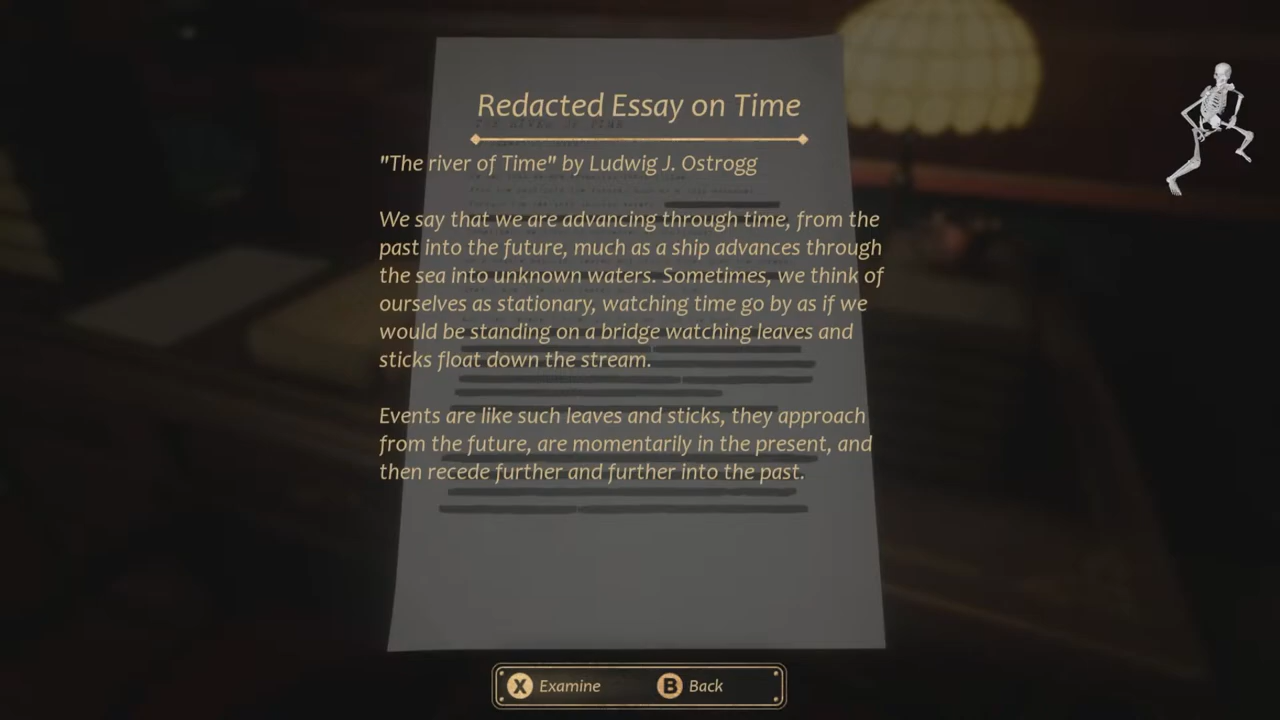 Redacted Essay on Time
"The river of Time" by Ludwig J. Ostrogg
We say that we are advancing through time, from the
past into the future, much as a ship advances through
the sea into unknown waters. Sometimes, we think of
ourselves as stationary, watching time go by as if we
would be standing on a bridge watching leaves and
sticks float down the stream.
Events are like such leaves and sticks, they approach
from the future, are momentarily in the present, and
then recede further and further into the past.
X Examine B Back